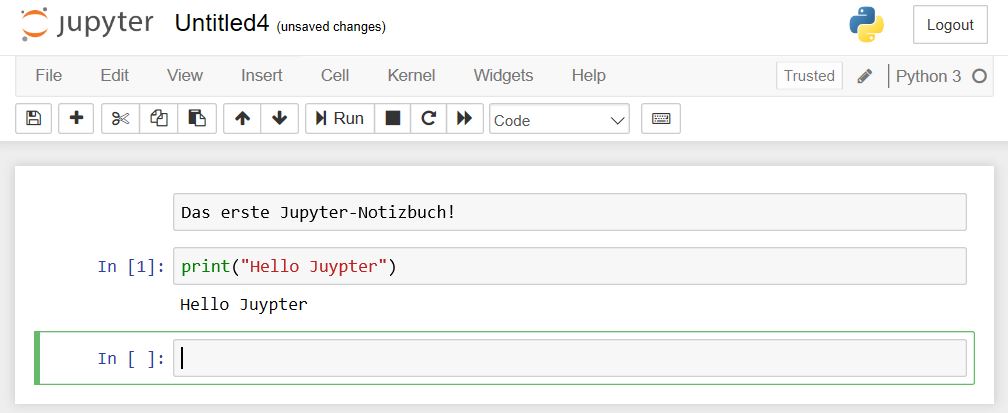 jupyter Untitled4 (unsaved changes) Logout
File Edit View Insert Cell Kernel Widgets Help Trusted Python 3
Run Code
Das erste Jupyter-Notizbuch!
In [1]: print("Hello Juypter")
Hello Juypter
In [ ]: